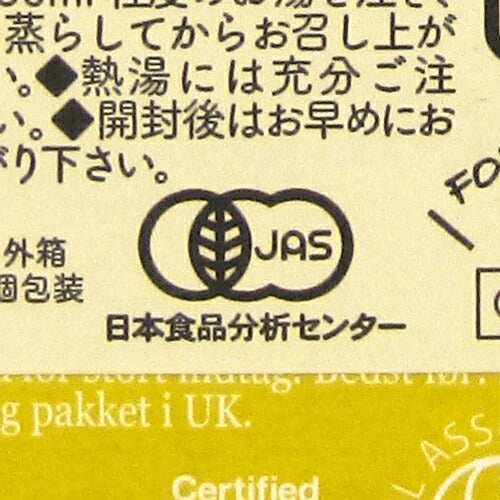 蒸らしてからお召し上が
い。◆熱湯には充分ご注
い。◆開封後はお早めにお
がり下さい。
JAS
外箱
個包装
日本食品分析センター
g pakket i UK.
ASS
Certified